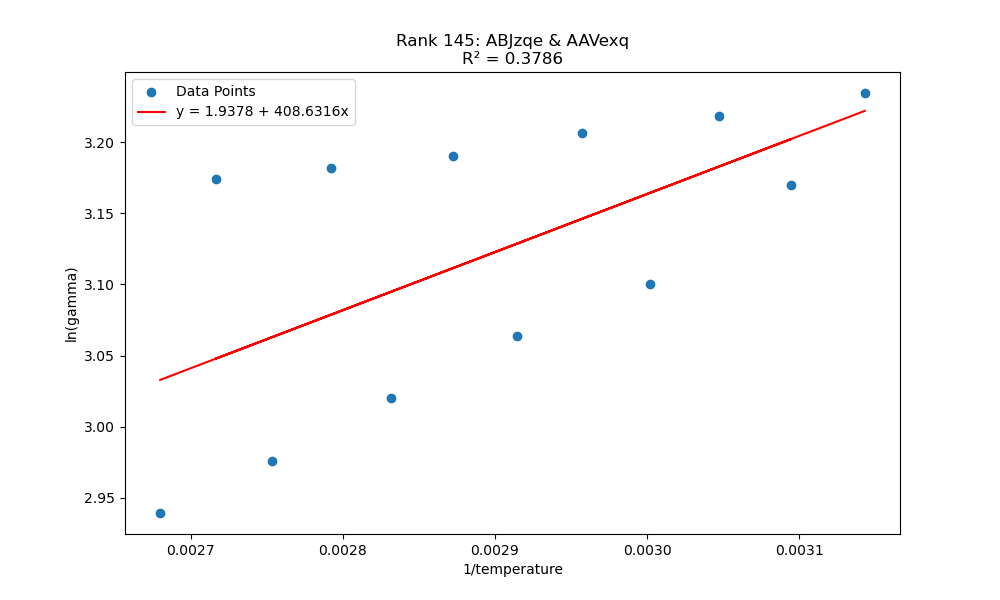 Rank 145: ABJzqe & AAVexq
R² = 0.3786
Data Points
y = 1.9378 + 408.6316x
3.20
3.15
3.10
3.05
3.00
2.95
ln(gamma)
0.0027
0.0028
0.0029
0.0030
0.0031
1/temperature